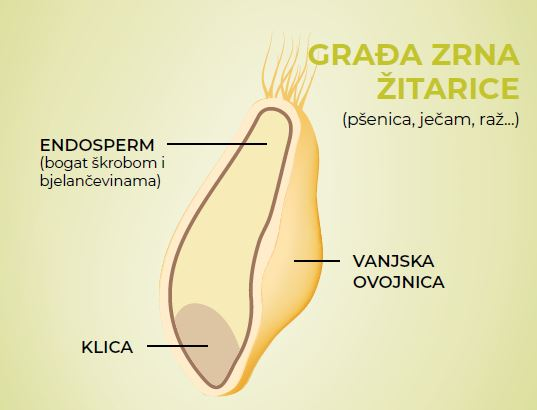 GRAĐA ZRNA
ŽITARICE
(pšenica, ječam, raž...)
ENDOSPERM
(bogat škrobom i
bjelančevinama)
VANJSKA
OVOJNICA
KLICA